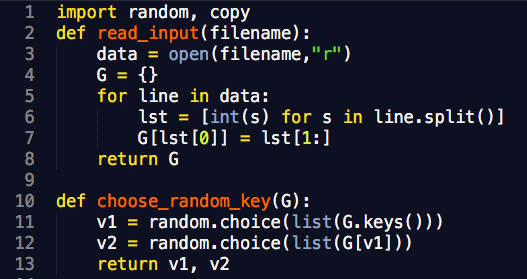 1 import random, copy
2 def read_input(filename):
3     data = open(filename,"r")
4     G = {}
5     for line in data:
6         lst = [int(s) for s in line.split()]
7         G[lst[0]] = lst[1:]
8     return G
9
10 def choose_random_key(G):
11     v1 = random.choice(list(G.keys()))
12     v2 = random.choice(list(G[v1]))
13     return v1, v2